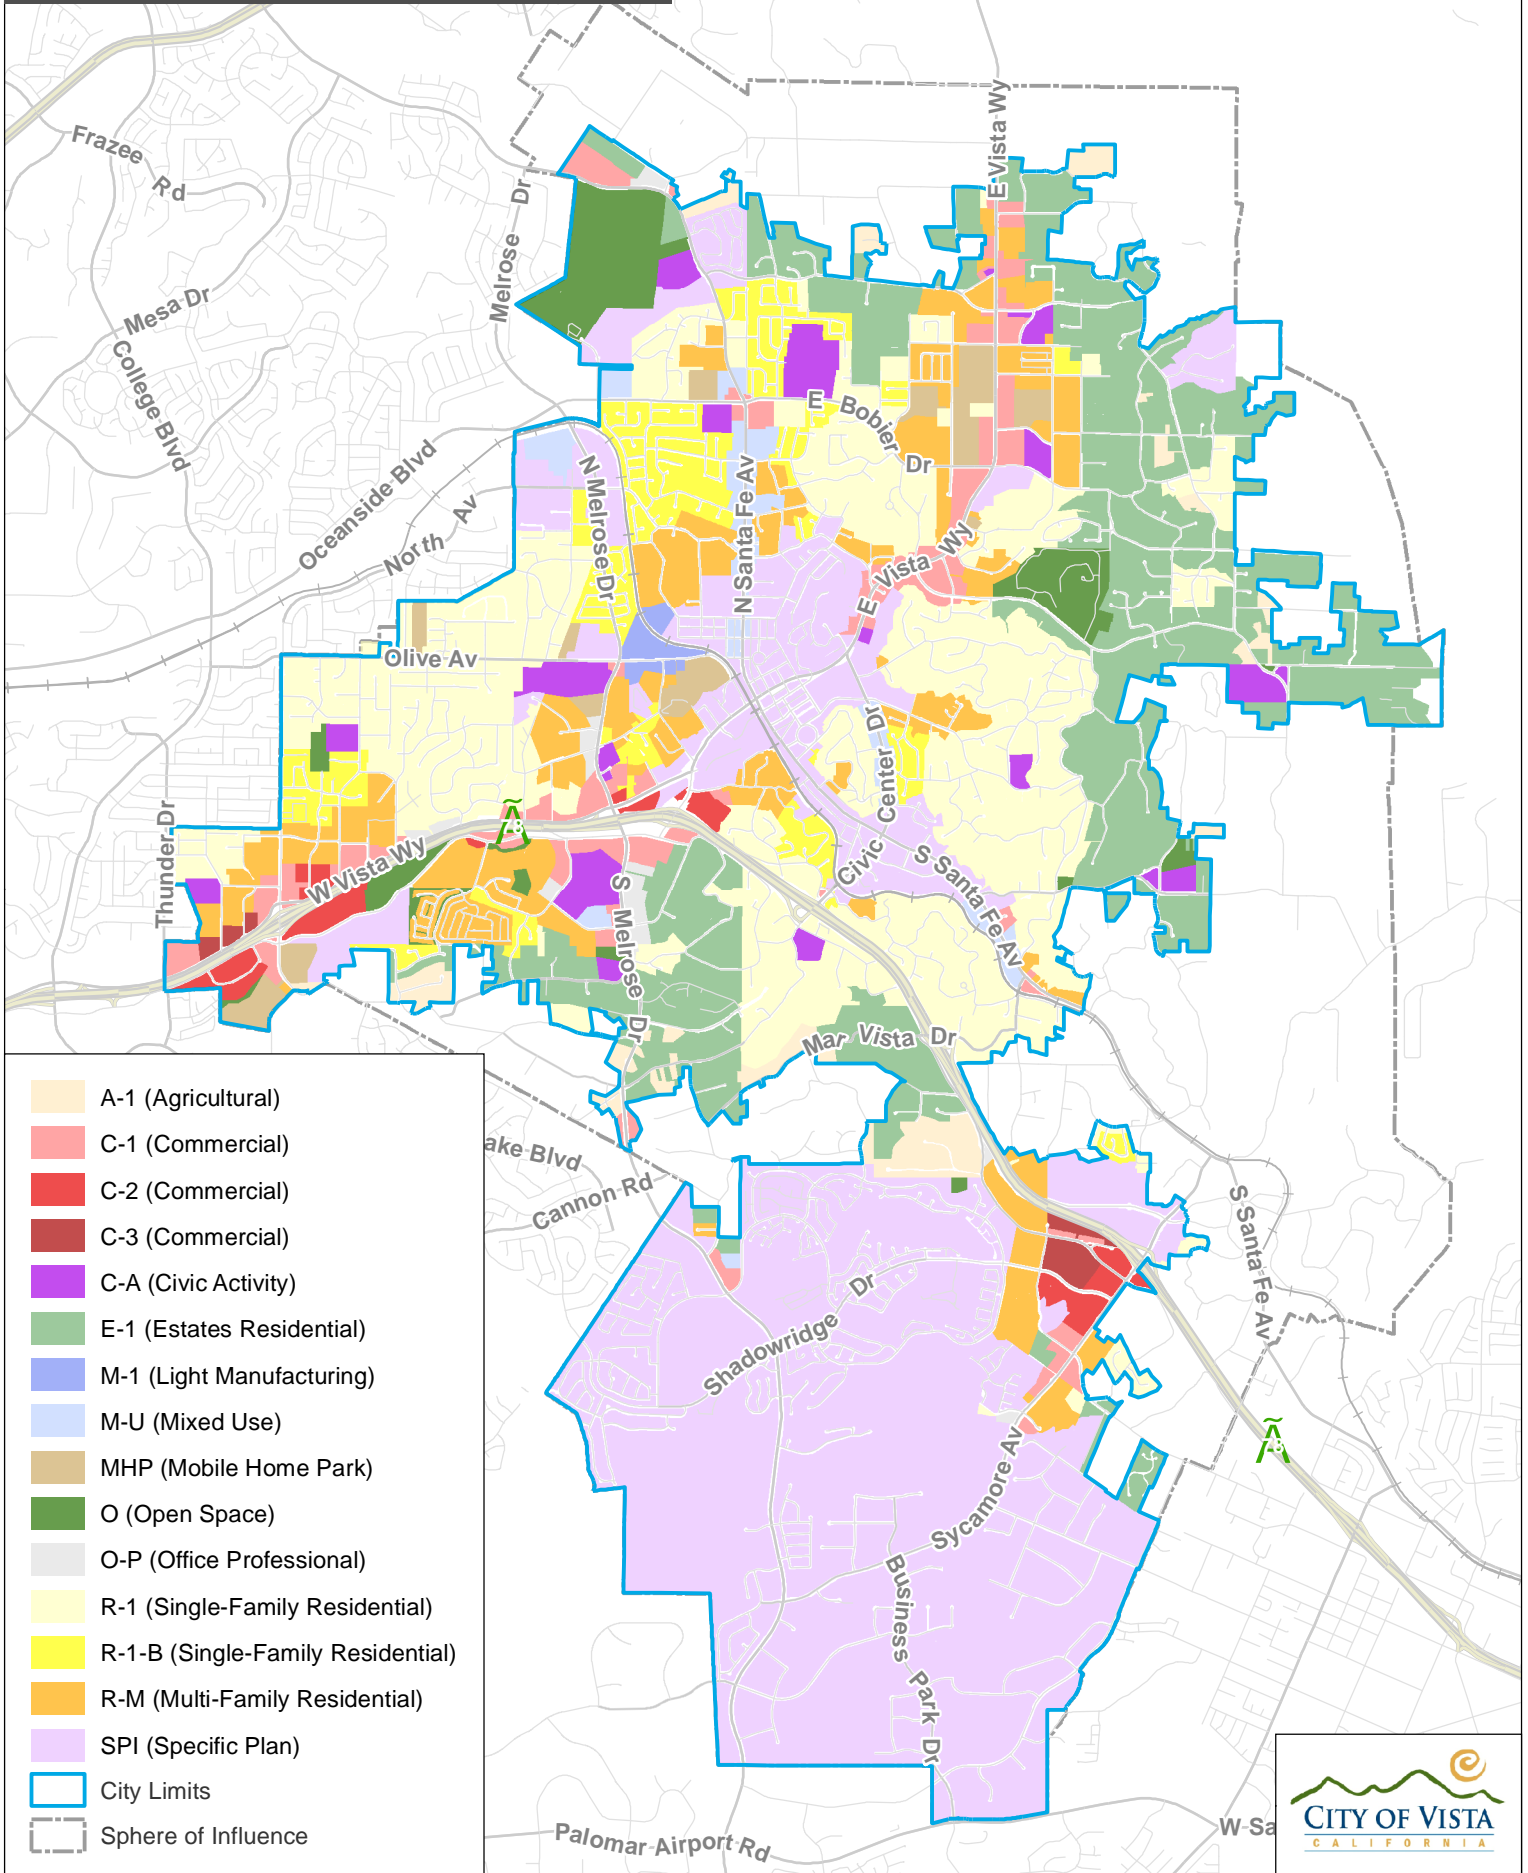 E Vista Wy
Frazee
Rd
Melrose Dr
Mesa Dr
College Blvd
E Bobier Dr
Oceanside Blvd
North Av
N Melrose Dr
N Santa Fe Av
E Vista Wy
Olive Av
Thunder Dr
W Vista Wy
Civic Center Dr
S Santa Fe Av
S Melrose Dr
Mar Vista Dr
ake Blvd
Cannon Rd
Shadowridge Dr
S Santa Fe Av
Sycamore Av
Business Park Dr
Palomar Airport Rd
W Sa
A-1 (Agricultural)
C-1 (Commercial)
C-2 (Commercial)
C-3 (Commercial)
C-A (Civic Activity)
E-1 (Estates Residential)
M-1 (Light Manufacturing)
M-U (Mixed Use)
MHP (Mobile Home Park)
O (Open Space)
O-P (Office Professional)
R-1 (Single-Family Residential)
R-1-B (Single-Family Residential)
R-M (Multi-Family Residential)
SPI (Specific Plan)
City Limits
Sphere of Influence
CITY OF VISTA
CALIFORNIA